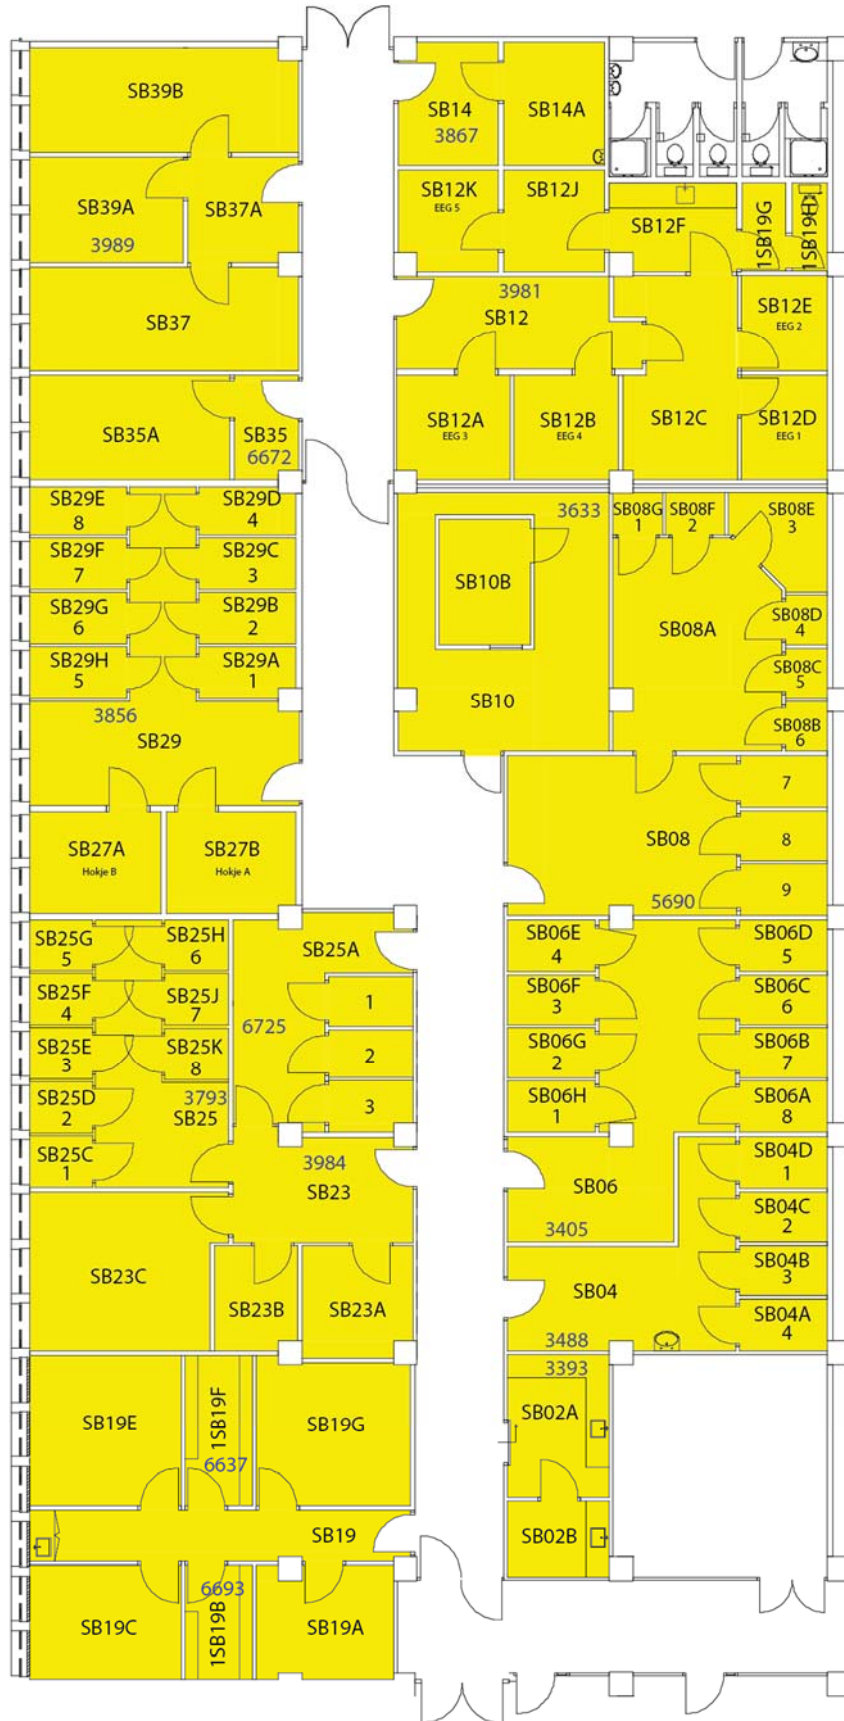 SB39B
SB39A
3989
SB37A
SB37
SB35A
SB35
6672
SB29E
8
SB29D
4
SB29F
7
SB29C
3
SB29G
6
SB29B
2
SB29H
5
SB29A
1
3856
SB29
SB27A
Hokje B
SB27B
Hokje A
SB25G
5
SB25H
6
SB25F
4
SB25J
7
SB25E
3
SB25K
8
SB25D
2
3793
SB25
SB25C
1
SB25A
6725
1
2
3
3984
SB23
SB23C
SB23B
SB23A
SB19E
1SB19F
6637
SB19G
SB19
SB19C
6693
1SB19B
SB19A
SB14
3867
SB14A
SB12K
EEG 5
SB12J
SB12F
1SB19G
1SB19H
3981
SB12
SB12E
EEG 2
SB12A
EEG 3
SB12B
EEG 4
SB12C
SB12D
EEG 1
3633
SB10B
SB10
SB08G
1
SB08F
2
SB08E
3
SB08A
SB08D
4
SB08C
5
SB08B
6
7
SB08
8
5690
9
SB06E
4
SB06D
5
SB06F
3
SB06C
6
SB06G
2
SB06B
7
SB06H
1
SB06A
8
SB06
3405
SB04D
1
SB04C
2
SB04B
3
SB04
SB04A
4
3488
3393
SB02A
SB02B